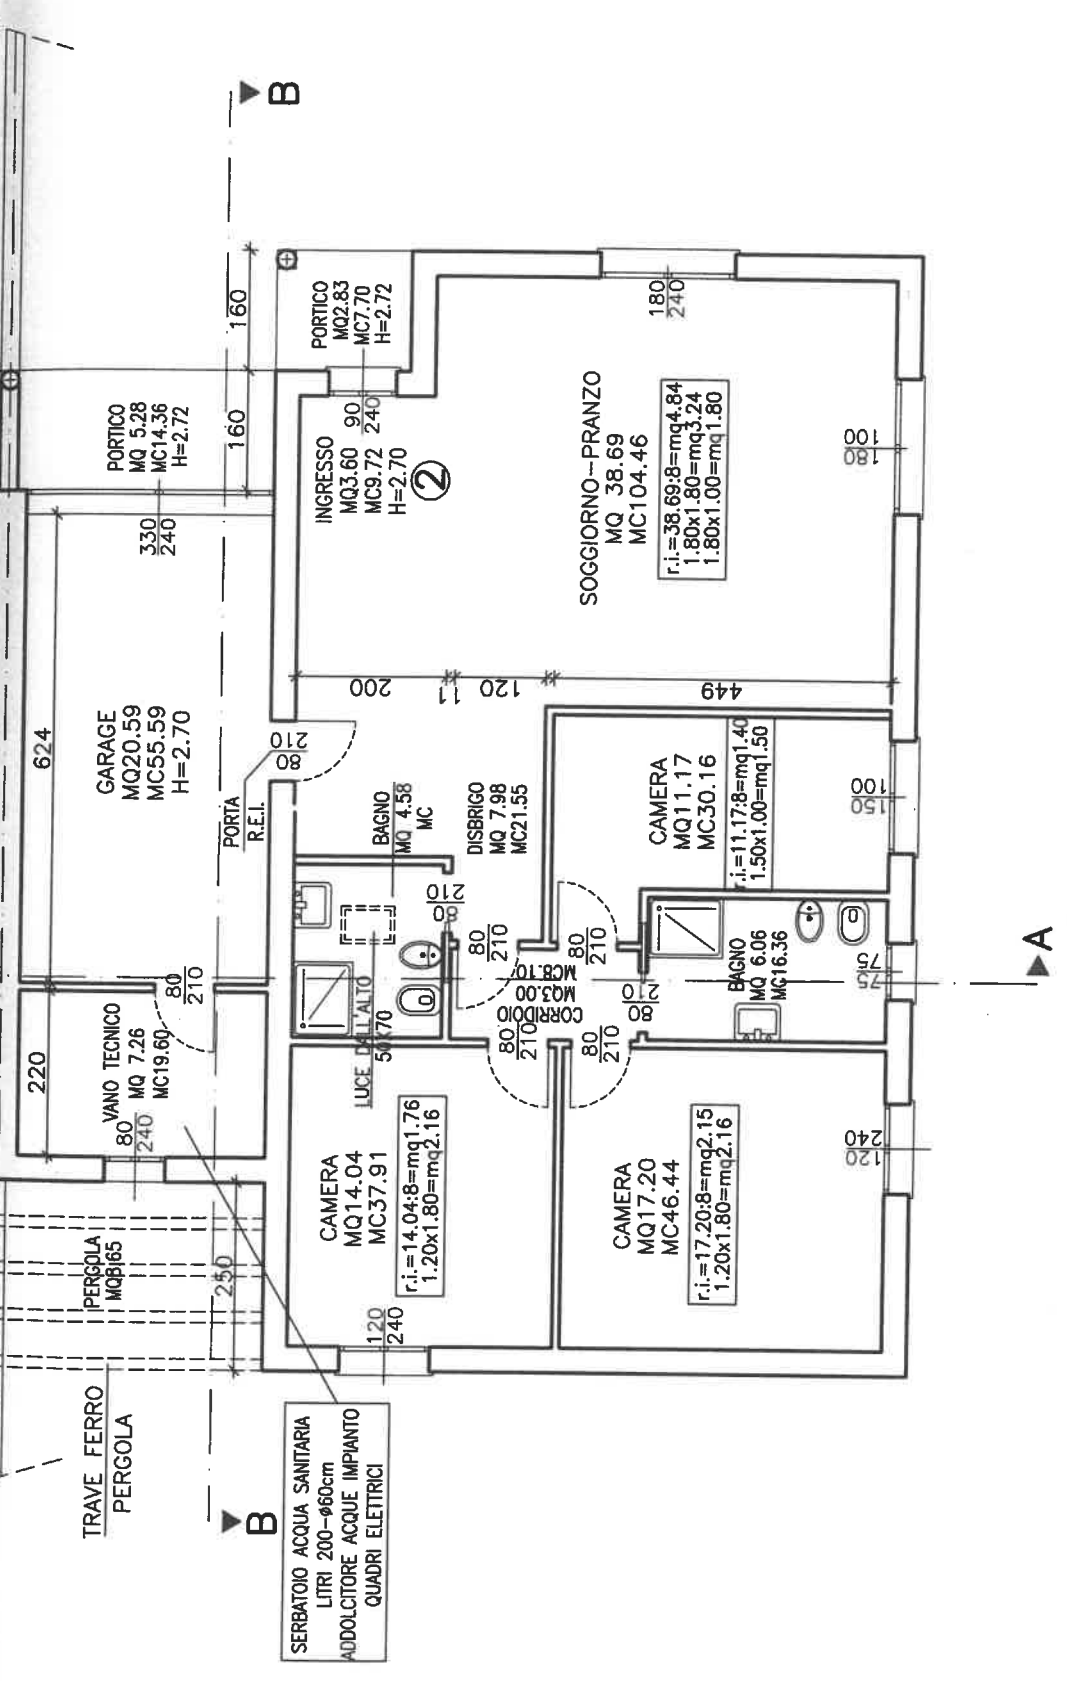 B
160
160
PORTICO
MQ 5.28
MC14.36
H=2.72
PORTICO
MQ2.83
MC7.70
H=2.72
330
240
90
240
INGRESSO
MQ3.60
MC9.72
H=2.70
2
180
240
SOGGIORNO-PRANZO
MQ 38.69
MC104.46
r.i.=38.69:8=mq4.84
1.80x1.80=mq3.24
1.80x1.00=mq1.80
180
100
624
GARAGE
MQ20.59
MC55.59
H=2.70
PORTA
R.E.I.
80
210
200
11
120
449
BAGNO
MQ 4.58
MC
DISBRIGO
MQ 7.98
MC21.55
CAMERA
MQ11.17
MC30.16
r.i.=11.17:8=mq1.40
1.50x1.00=mq1.50
150
100
80
210
80
210
80
210
80
210
CORRIDOIO
MQ3.00
MC8.10
80
210
BAGNO
MQ 6.06
MC16.36
75
75
A
LUCE DALL'ALTO
50x70
220
VANO TECNICO
MQ 7.26
MC19.60
80
240
80
210
80
210
CAMERA
MQ14.04
MC37.91
r.i.=14.04:8=mq1.76
1.20x1.80=mq2.16
120
240
CAMERA
MQ17.20
MC46.44
r.i.=17.20:8=mq2.15
1.20x1.80=mq2.16
120
240
PERGOLA
250
TRAVE FERRO
PERGOLA
B
SERBATOIO ACQUA SANITARIA
LITRI 200-ø60cm
ADDOLCITORE ACQUE IMPIANTO
QUADRI ELETTRICI